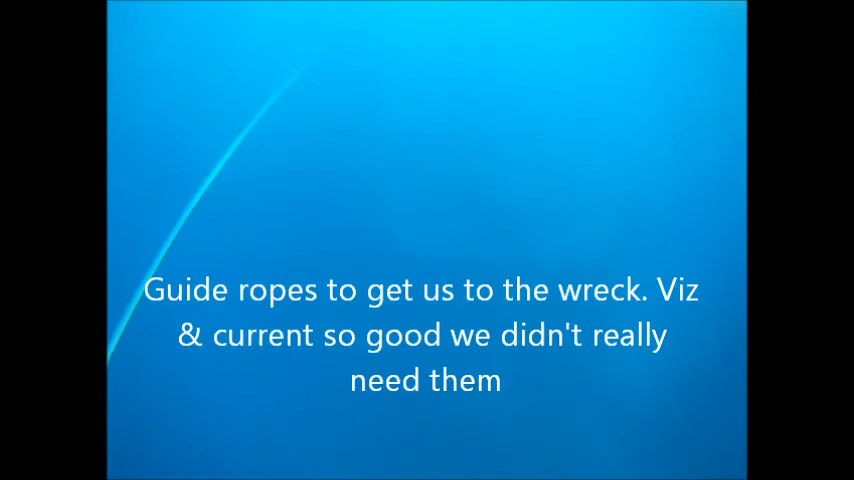 Guide ropes to get us to the wreck. Viz
& current so good we didn't really
need them